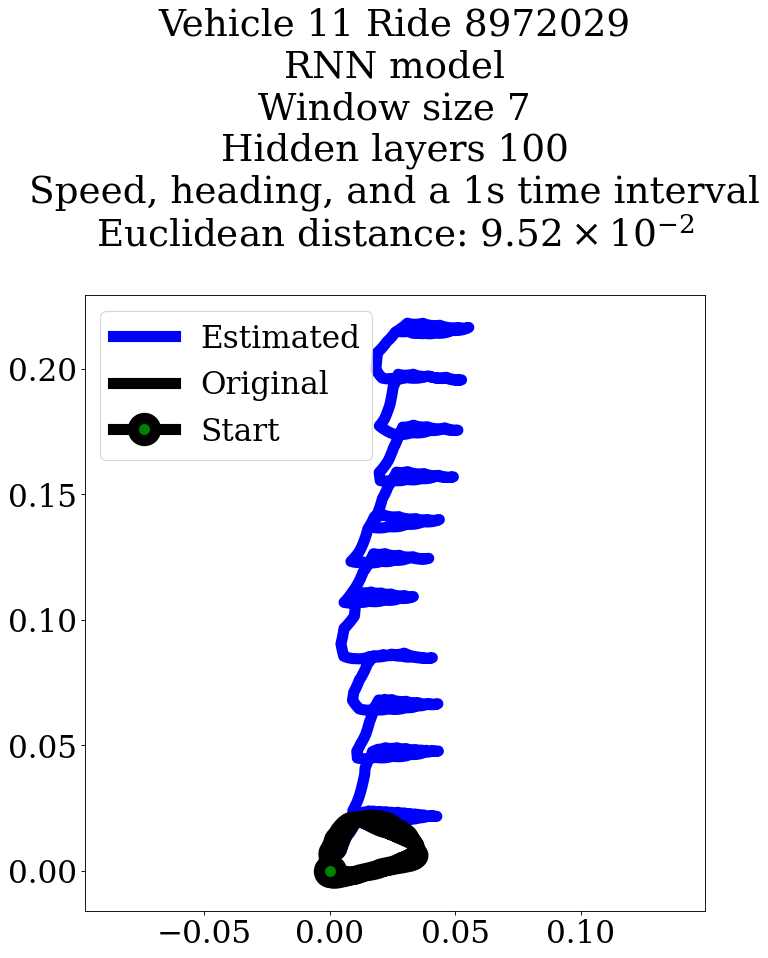 Vehicle 11 Ride 8972029
RNN model
Window size 7
Hidden layers 100
Speed, heading, and a 1s time interval
Euclidean distance: 9.52 × 10⁻²
Estimated
Original
Start
0.20
0.15
0.10
0.05
0.00
−0.05 0.00 0.05 0.10